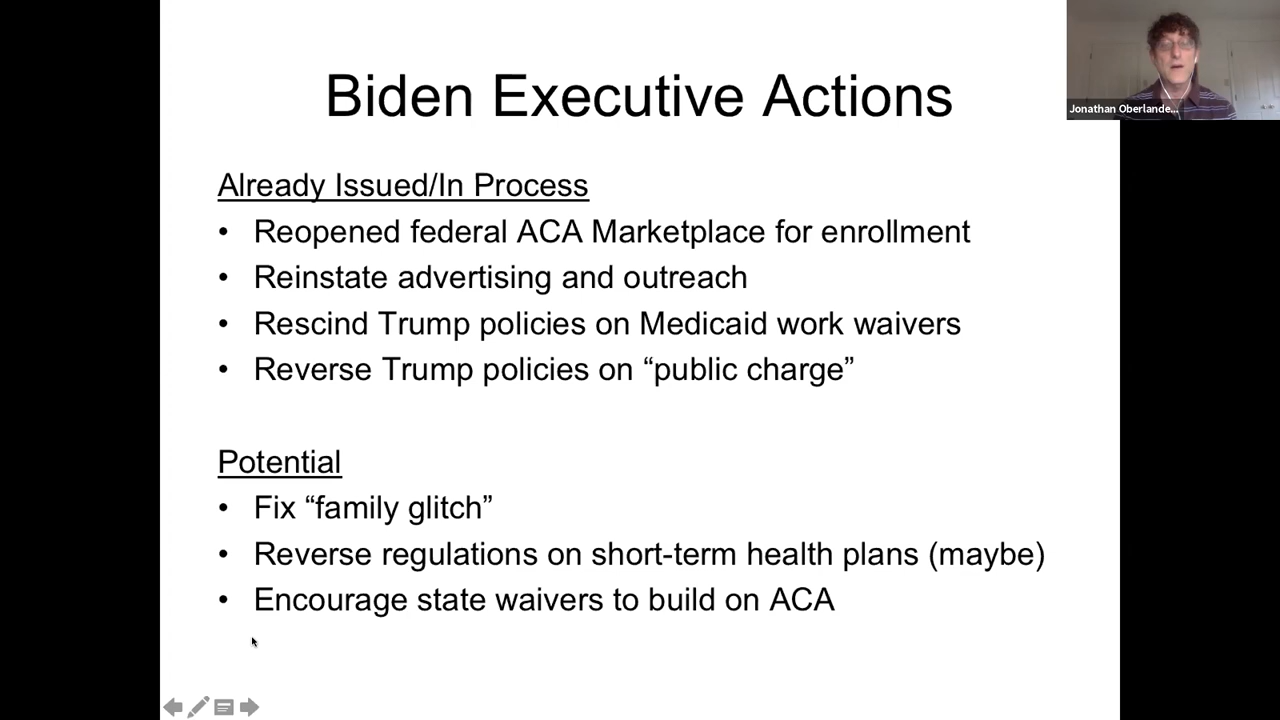 Biden Executive Actions
Jonathan Oberlande...
Already Issued/In Process
• Reopened federal ACA Marketplace for enrollment
• Reinstate advertising and outreach
• Rescind Trump policies on Medicaid work waivers
• Reverse Trump policies on “public charge”
Potential
• Fix “family glitch”
• Reverse regulations on short-term health plans (maybe)
• Encourage state waivers to build on ACA